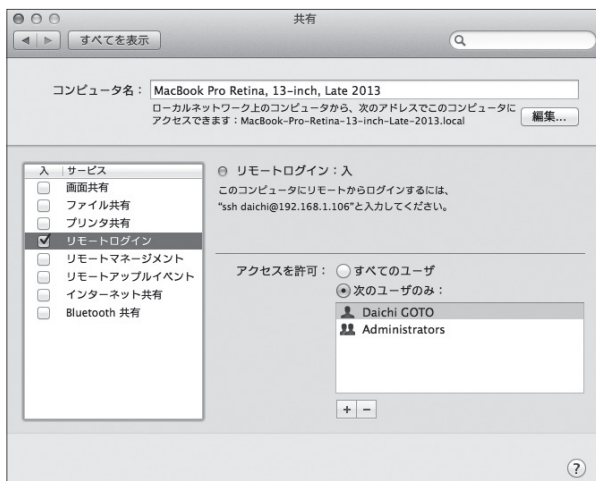 共有
すべてを表示
コンピュータ名： MacBook Pro Retina, 13-inch, Late 2013
ローカルネットワーク上のコンピュータから、次のアドレスでこのコンピュータに
アクセスできます：MacBook-Pro-Retina-13-inch-Late-2013.local
編集...
入 サービス
画面共有
ファイル共有
プリンタ共有
リモートログイン
リモートマネージメント
リモートアップルイベント
インターネット共有
Bluetooth 共有
リモートログイン：入
このコンピュータにリモートからログインするには、
“ssh daichi@192.168.1.106”と入力してください。
アクセスを許可： すべてのユーザ
次のユーザのみ：
Daichi GOTO
Administrators
+ −
?